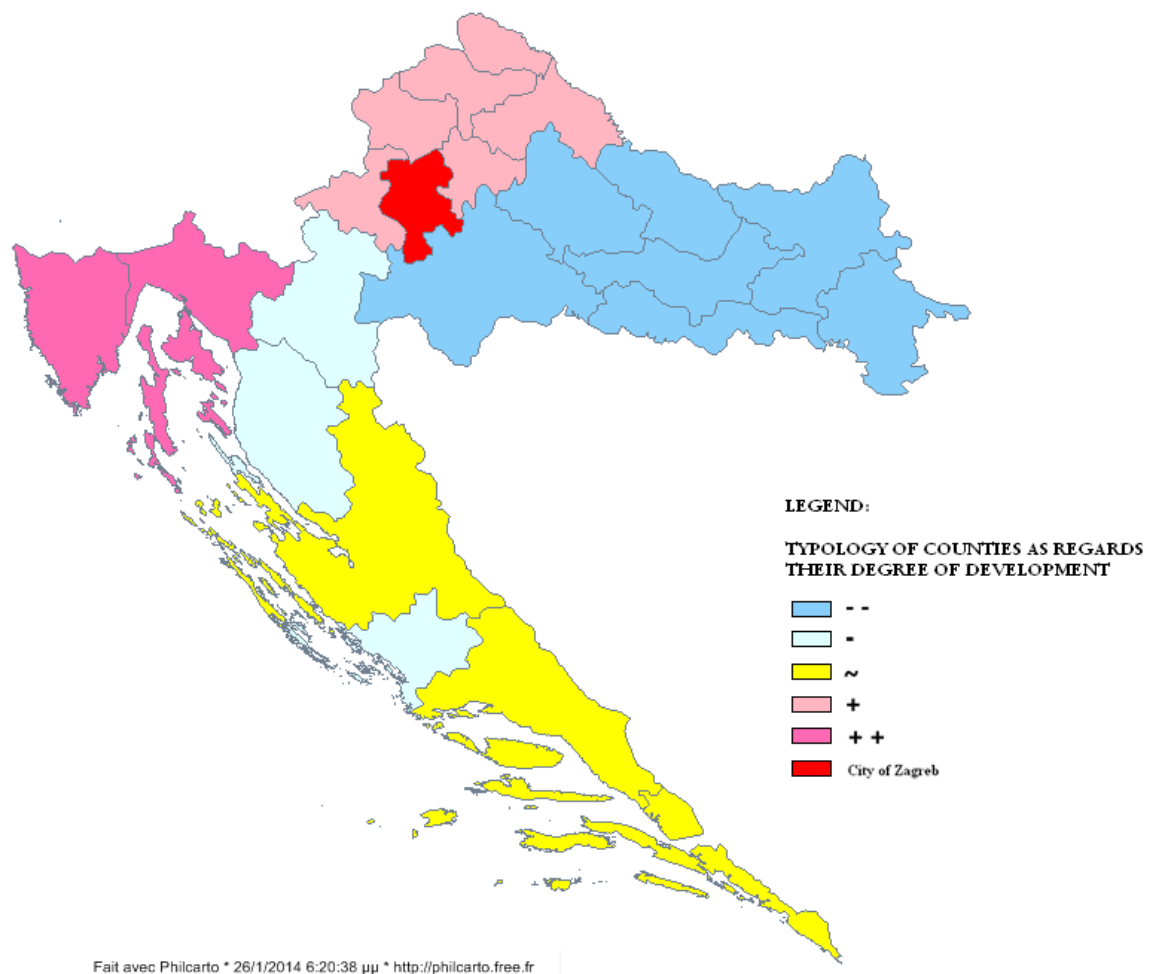 LEGEND:
TYPOLOGY OF COUNTIES AS REGARDS
THEIR DEGREE OF DEVELOPMENT
- -
-
~
+
+ +
City of Zagreb
Fait avec Philcarto * 26/1/2014 6:20:38 μμ * http://philcarto.free.fr